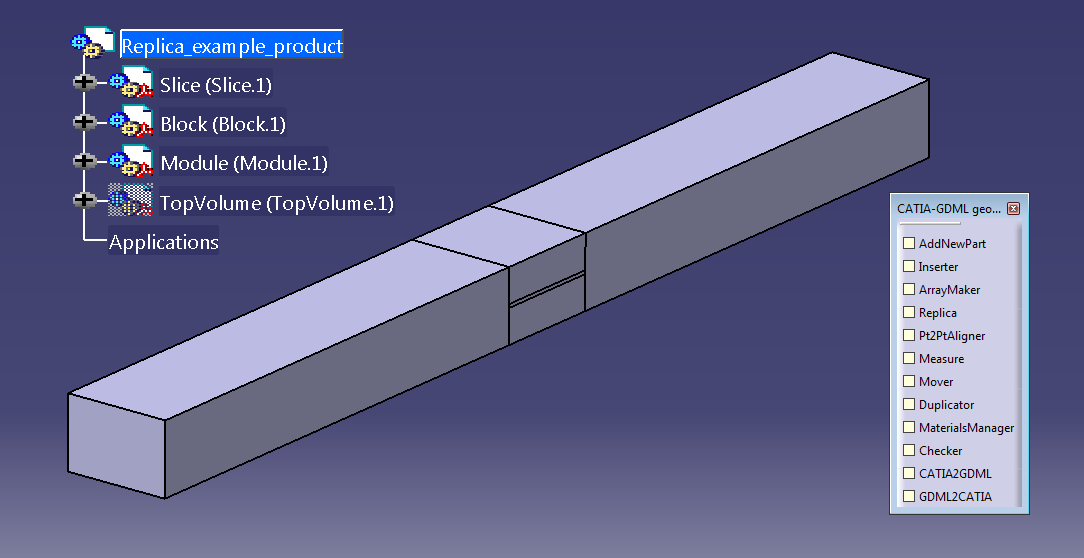 Replica_example_product
Slice (Slice.1)
Block (Block.1)
Module (Module.1)
TopVolume (TopVolume.1)
Applications
CATIA-GDML geo...
AddNewPart
Inserter
ArrayMaker
Replica
Pt2PtAligner
Measure
Mover
Duplicator
MaterialsManager
Checker
CATIA2GDML
GDML2CATIA